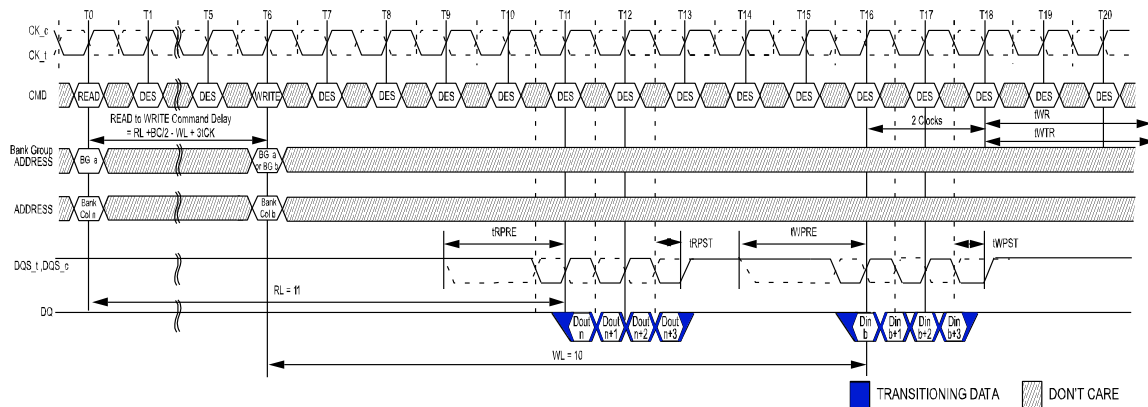 T0 T1 T5 T6 T7 T8 T9 T10 T11 T12 T13 T14 T15 T16 T17 T18 T19 T20
CK_c
CK_t
CMD READ DES DES WRITE DES DES DES DES DES DES DES DES DES DES DES DES DES DES
READ to WRITE Command Delay
= RL +BC/2 - WL + 3tCK
2 Clocks
tWR
tWTR
Bank Group
ADDRESS
BG a
BG a
or BG b
ADDRESS
Bank
Col n
Bank
Col b
tRPRE
tRPST
tWPRE
tWPST
DQS_t ,DQS_c
RL = 11
DQ
Dout
n
Dout
n+1
Dout
n+2
Dout
n+3
Din
b
Din
b+1
Din
b+2
Din
b+3
WL = 10
TRANSITIONING DATA
DON'T CARE